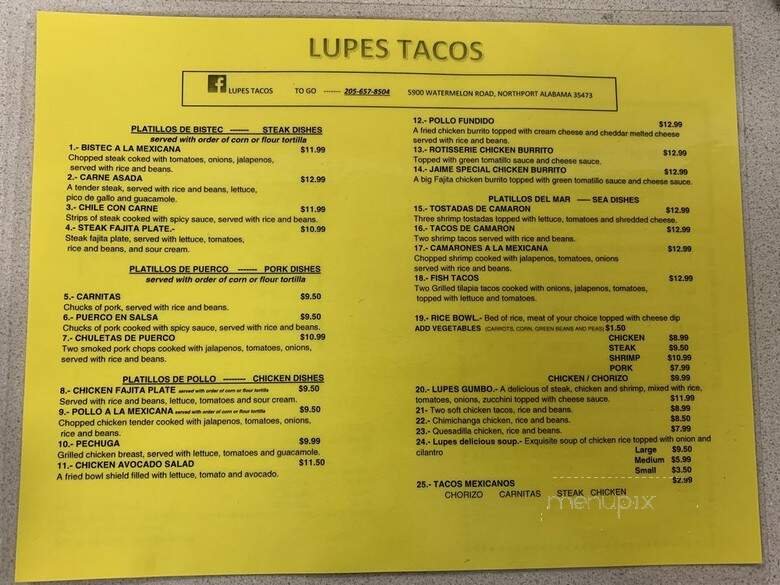 LUPES TACOS
f LUPES TACOS TO GO ------- 205-657-8504 5900 WATERMELON ROAD, NORTHPORT ALABAMA 35473
PLATILLOS DE BISTEC ------- STEAK DISHES
served with order of corn or flour tortilla
1.- BISTEC A LA MEXICANA $11.99
Chopped steak coked with tomatoes, onions, jalapenos,
served with rice and beans.
2.- CARNE ASADA $12.99
A tender steak, served with rice and beans, lettuce,
pico de gallo and guacamole.
3.- CHILE CON CARNE $11.99
Strips of steak cooked with spicy sauce, served with rice and beans.
4.- STEAK FAJITA PLATE.- $10.99
Steak fajita plate, served with lettuce, tomatoes,
rice and beans, and sour cream.
PLATILLOS DE PUERCO ------- PORK DISHES
served with order of corn or flour tortilla
5.- CARNITAS $9.50
Chucks of pork, served with rice and beans.
6.- PUERCO EN SALSA $9.50
Chucks of pork cooked with spicy sauce, served with rice and beans.
7.- CHULETAS DE PUERCO $10.99
Two smoked pork chops cooked with jalapenos, tomatoes, onions,
served with rice and beans.
PLATILLOS DE POLLO -------- CHICKEN DISHES
8.- CHICKEN FAJITA PLATE served with order of corn or flour tortilla $9.50
Served with rice and beans, lettuce, tomatoes and sour cream.
9.- POLLO A LA MEXICANA served with order of corn or flour tortilla $9.50
Chopped chicken tender cooked with jalapenos, tomatoes, onions,
rice and beans.
10.- PECHUGA $9.99
Grilled chicken breast, served with lettuce, tomatoes and guacamole.
11.- CHICKEN AVOCADO SALAD $11.50
A fried bowl shield filled with lettuce, tomato and avocado.
12.- POLLO FUNDIDO $12.99
A fried chicken burrito topped with cream cheese and cheddar melted cheese
served with rice and beans.
13.- ROTISSERIE CHICKEN BURRITO $12.99
Topped with green tomatillo sauce and cheese sauce.
14.- JAIME SPECIAL CHICKEN BURRITO $12.99
A big Fajita chicken burrito topped with green tomatillo sauce and cheese sauce.
PLATILLOS DEL MAR ----- SEA DISHES
15.- TOSTADAS DE CAMARON $12.99
Three shrimp tostadas topped with lettuce, tomatoes and shredded cheese.
16.- TACOS DE CAMARON $12.99
Two shrimp tacos served with rice and beans.
17.- CAMARONES A LA MEXICANA $12.99
Chopped shrimp cooked with jalapenos, tomatoes, onions
served with rice and beans.
18.- FISH TACOS $12.99
Two Grilled tilapia tacos cooked with onions, jalapenos, tomatoes,
topped with lettuce and tomatoes.
19.- RICE BOWL.- Bed of rice, meat of your choice topped with cheese dip
ADD VEGETABLES (CARROTS, CORN, GREEN BEANS AND PEAS) $1.50
CHICKEN $8.99
STEAK $9.50
SHRIMP $10.99
PORK $7.99
CHICKEN / CHORIZO $9.99
20.- LUPES GUMBO.- A delicious of steak, chicken and shrimp, mixed with rice,
tomatoes, onions, zucchini topped with cheese sauce. $11.99
21- Two soft chicken tacos, rice and beans. $8.99
22.- Chimichanga chicken, rice and beans. $8.50
23.- Quesadilla chicken, rice and beans. $7.99
24.- Lupes delicious soup.- Exquisite soup of chicken rice topped with onion and
cilantro Large $9.50
Medium $5.99
Small $3.50
25.- TACOS MEXICANOS $2.99
CHORIZO CARNITAS STEAK CHICKEN
menupix